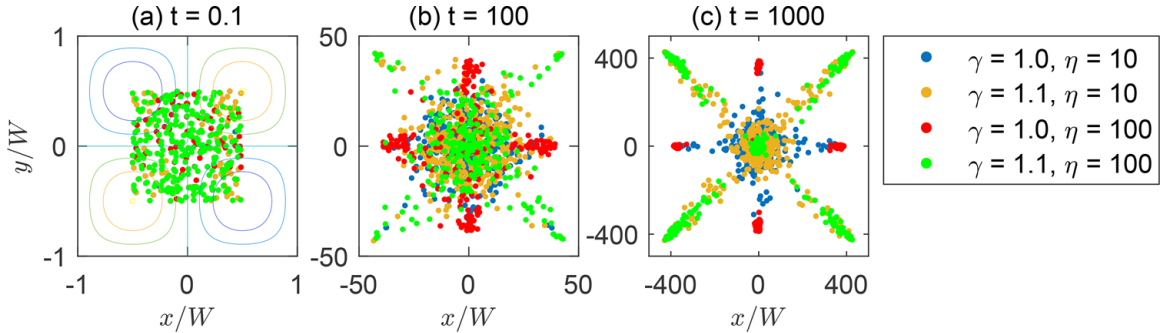 (a) t = 0.1
(b) t = 100
(c) t = 1000
1
0
-1
y/W
-1
0
1
x/W
50
0
-50
-50
0
50
x/W
400
0
-400
-400
0
400
x/W
γ = 1.0, η = 10
γ = 1.1, η = 10
γ = 1.0, η = 100
γ = 1.1, η = 100